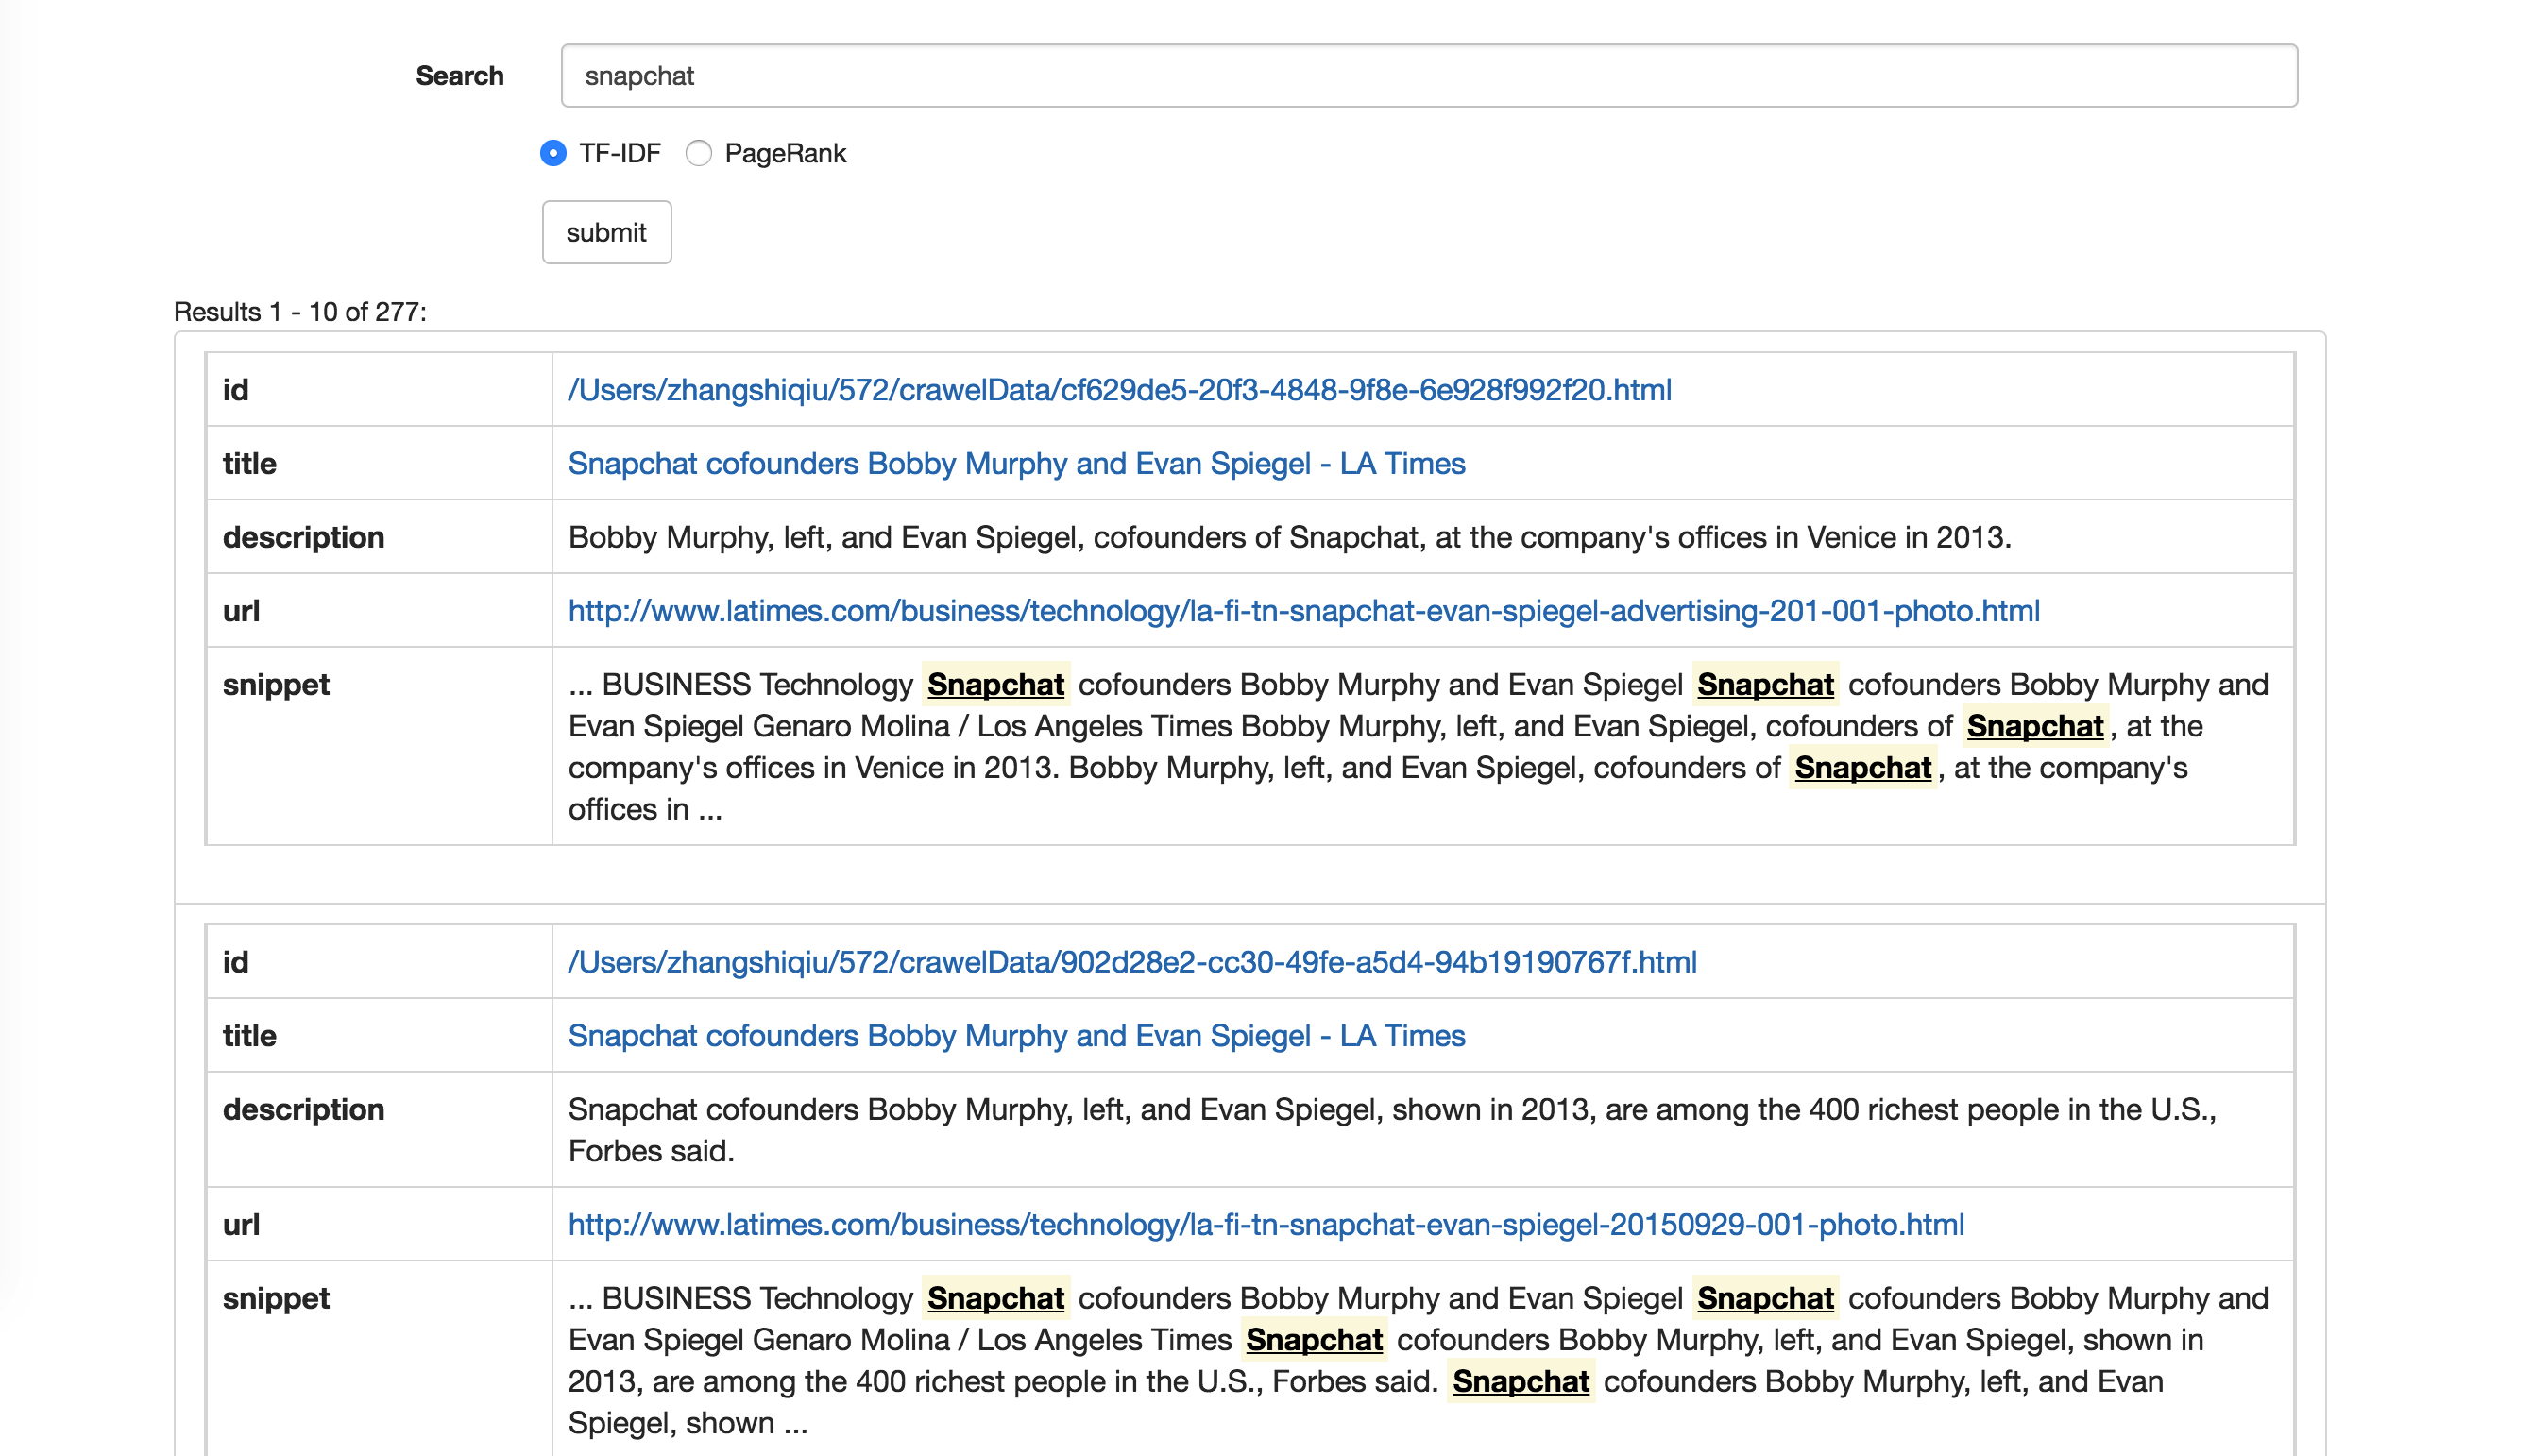 Search snapchat
TF-IDF PageRank
submit
Results 1 - 10 of 277:
id /Users/zhangshiqiu/572/crawelData/cf629de5-20f3-4848-9f8e-6e928f992f20.html
title Snapchat cofounders Bobby Murphy and Evan Spiegel - LA Times
description Bobby Murphy, left, and Evan Spiegel, cofounders of Snapchat, at the company's offices in Venice in 2013.
url http://www.latimes.com/business/technology/la-fi-tn-snapchat-evan-spiegel-advertising-201-001-photo.html
snippet ... BUSINESS Technology Snapchat cofounders Bobby Murphy and Evan Spiegel Snapchat cofounders Bobby Murphy and
Evan Spiegel Genaro Molina / Los Angeles Times Bobby Murphy, left, and Evan Spiegel, cofounders of Snapchat, at the
company's offices in Venice in 2013. Bobby Murphy, left, and Evan Spiegel, cofounders of Snapchat, at the company's
offices in ...
id /Users/zhangshiqiu/572/crawelData/902d28e2-cc30-49fe-a5d4-94b19190767f.html
title Snapchat cofounders Bobby Murphy and Evan Spiegel - LA Times
description Snapchat cofounders Bobby Murphy, left, and Evan Spiegel, shown in 2013, are among the 400 richest people in the U.S.,
Forbes said.
url http://www.latimes.com/business/technology/la-fi-tn-snapchat-evan-spiegel-20150929-001-photo.html
snippet ... BUSINESS Technology Snapchat cofounders Bobby Murphy and Evan Spiegel Snapchat cofounders Bobby Murphy and
Evan Spiegel Genaro Molina / Los Angeles Times Snapchat cofounders Bobby Murphy, left, and Evan Spiegel, shown in
2013, are among the 400 richest people in the U.S., Forbes said. Snapchat cofounders Bobby Murphy, left, and Evan
Spiegel, shown ...